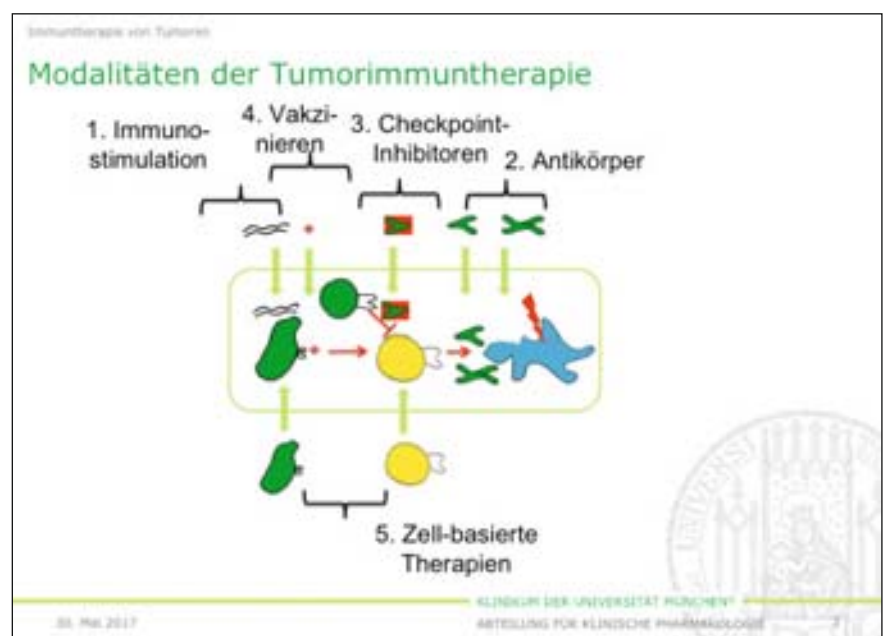 Immuntherapie von Tumoren
Modalitäten der Tumorimmuntherapie
1. Immuno-
stimulation
4. Vakzi-
nieren
3. Checkpoint-
Inhibitoren
2. Antikörper
5. Zell-basierte
Therapien
KLINIKUM DER UNIVERSITÄT MÜNCHEN®
30. Mai 2017
ABTEILUNG FÜR KLINISCHE PHARMAKOLOGIE